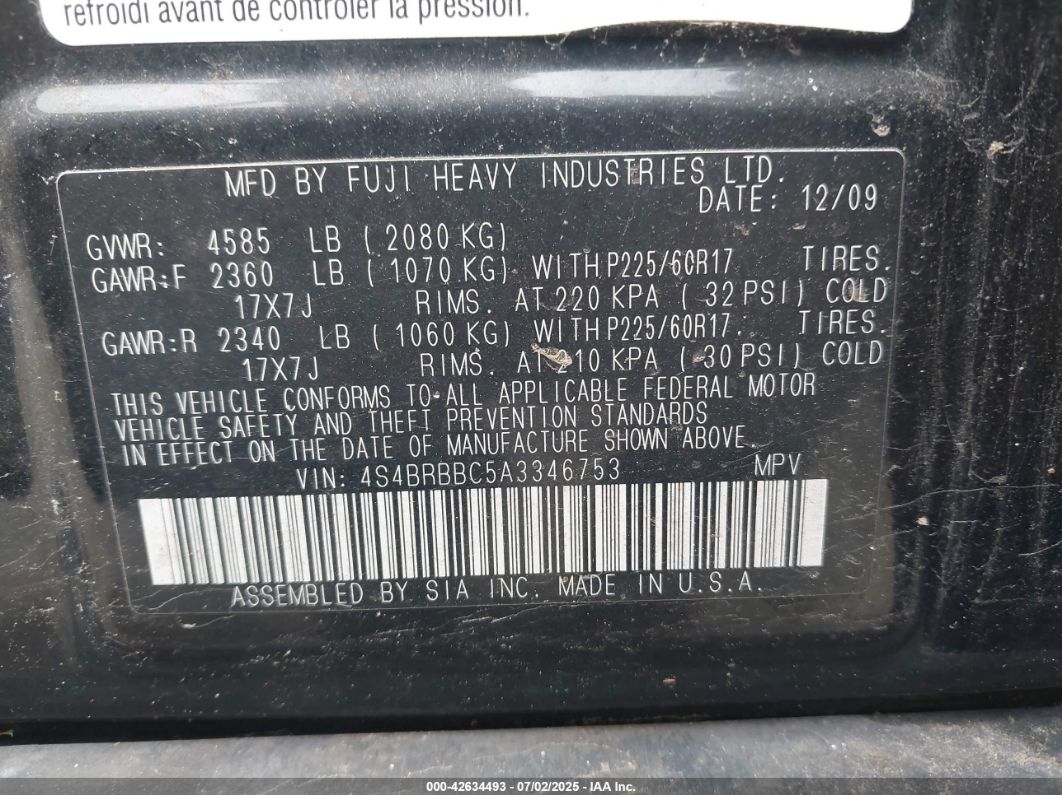 refroidi avant de contrôler la pression.
MFD BY FUJI HEAVY INDUSTRIES LTD.
DATE: 12/09
GVWR: 4585 LB ( 2080 KG)
GAWR:F 2360 LB ( 1070 KG) WITH P225/60R17 TIRES.
17X7J RIMS. AT 220 KPA ( 32 PSI) COLD
GAWR:R 2340 LB ( 1060 KG) WITH P225/60R17. TIRES.
17X7J RIMS. AT 210 KPA ( 30 PSI) COLD
THIS VEHICLE CONFORMS TO ALL APPLICABLE FEDERAL MOTOR
VEHICLE SAFETY AND THEFT PREVENTION STANDARDS
IN EFFECT ON THE DATE OF MANUFACTURE SHOWN ABOVE.
VIN: 4S4BRBBC5A3346753 MPV
ASSEMBLED BY SIA INC. MADE IN U.S.A.
000-42634493 - 07/02/2025 - IAA Inc.